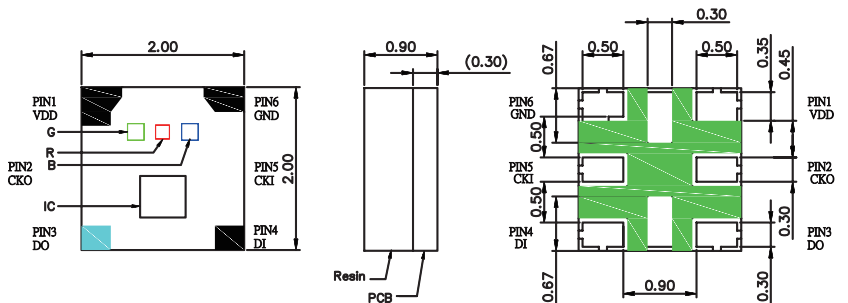 2.00
PIN1
VDD
G
R
B
PIN2
CKO
IC
PIN3
DO
PIN6
GND
PIN5
CKI
2.00
PIN4
DI
0.90
(0.30)
Resin
PCB
0.30
0.50
0.50
0.67
0.35
0.45
PIN6
GND
PIN1
VDD
0.50
PIN5
CKI
PIN2
CKO
0.50
0.30
PIN4
DI
PIN3
DO
0.67
0.90
0.30